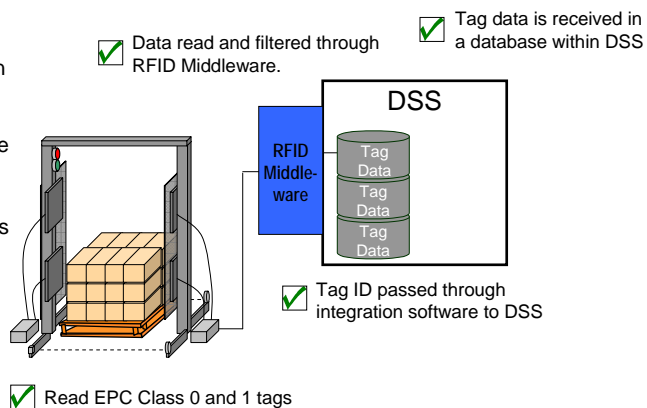 Data read and filtered through
RFID Middleware.
Tag data is received in
a database within DSS
DSS
RFID
Middle-
ware
Tag
Data
Tag
Data
Tag
Data
Tag ID passed through
integration software to DSS
Read EPC Class 0 and 1 tags